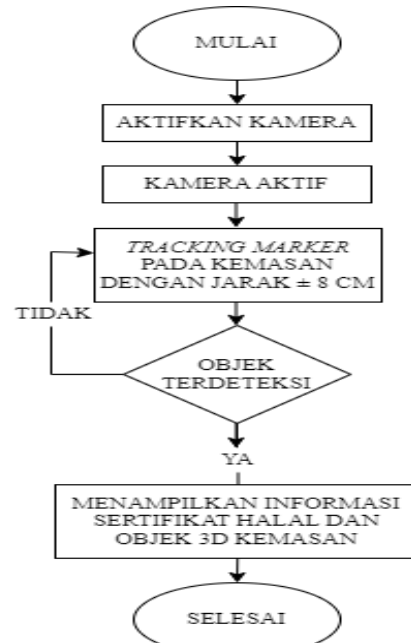 MULAI
AKTIFKAN KAMERA
KAMERA AKTIF
TRACKING MARKER
PADA KEMASAN
DENGAN JARAK ± 8 CM
TIDAK
OBJEK
TERDETEKSI
YA
MENAMPILKAN INFORMASI
SERTIFIKAT HALAL DAN
OBJEK 3D KEMASAN
SELESAI